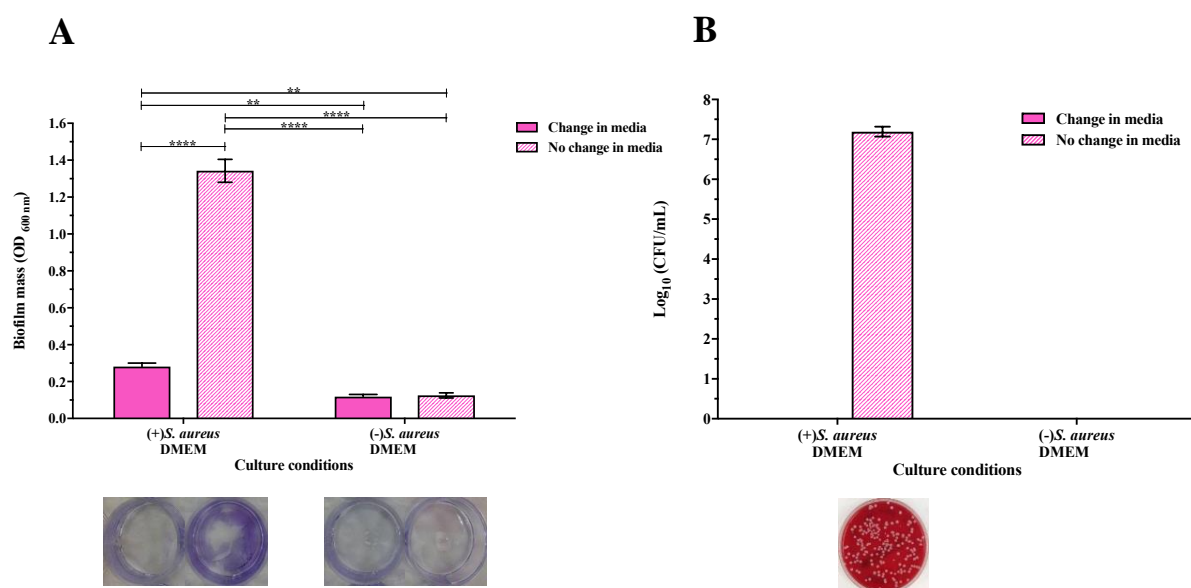 A
**
**
****
****
****
1.6
1.4
1.2
1.0
0.8
0.6
0.4
0.2
0.0
Biofilm mass (OD 600 nm)
Change in media
No change in media
(+)S. aureus
DMEM
(-)S. aureus
DMEM
Culture conditions
B
8
7
6
5
4
3
2
1
0
Log10 (CFU/mL)
Change in media
No change in media
(+)S. aureus
DMEM
(-)S. aureus
DMEM
Culture conditions